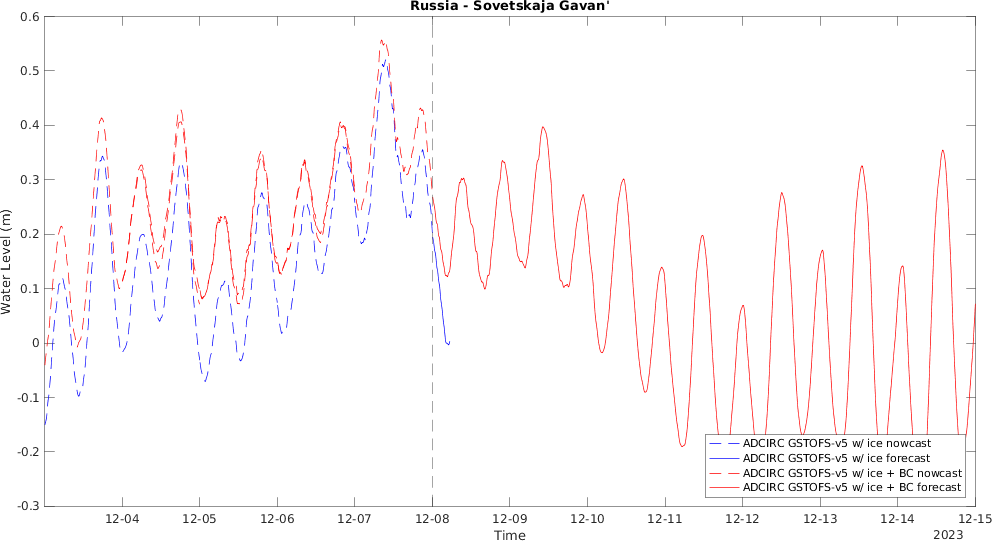 Russia - Sovetskaja Gavan'
0.6
0.5
0.4
0.3
0.2
0.1
0
-0.1
-0.2
-0.3
Water Level (m)
ADCIRC GSTOFS-v5 w/ ice nowcast
ADCIRC GSTOFS-v5 w/ ice forecast
ADCIRC GSTOFS-v5 w/ ice + BC nowcast
ADCIRC GSTOFS-v5 w/ ice + BC forecast
12-04 12-05 12-06 12-07 12-08 12-09 12-10 12-11 12-12 12-13 12-14 12-15
Time
2023